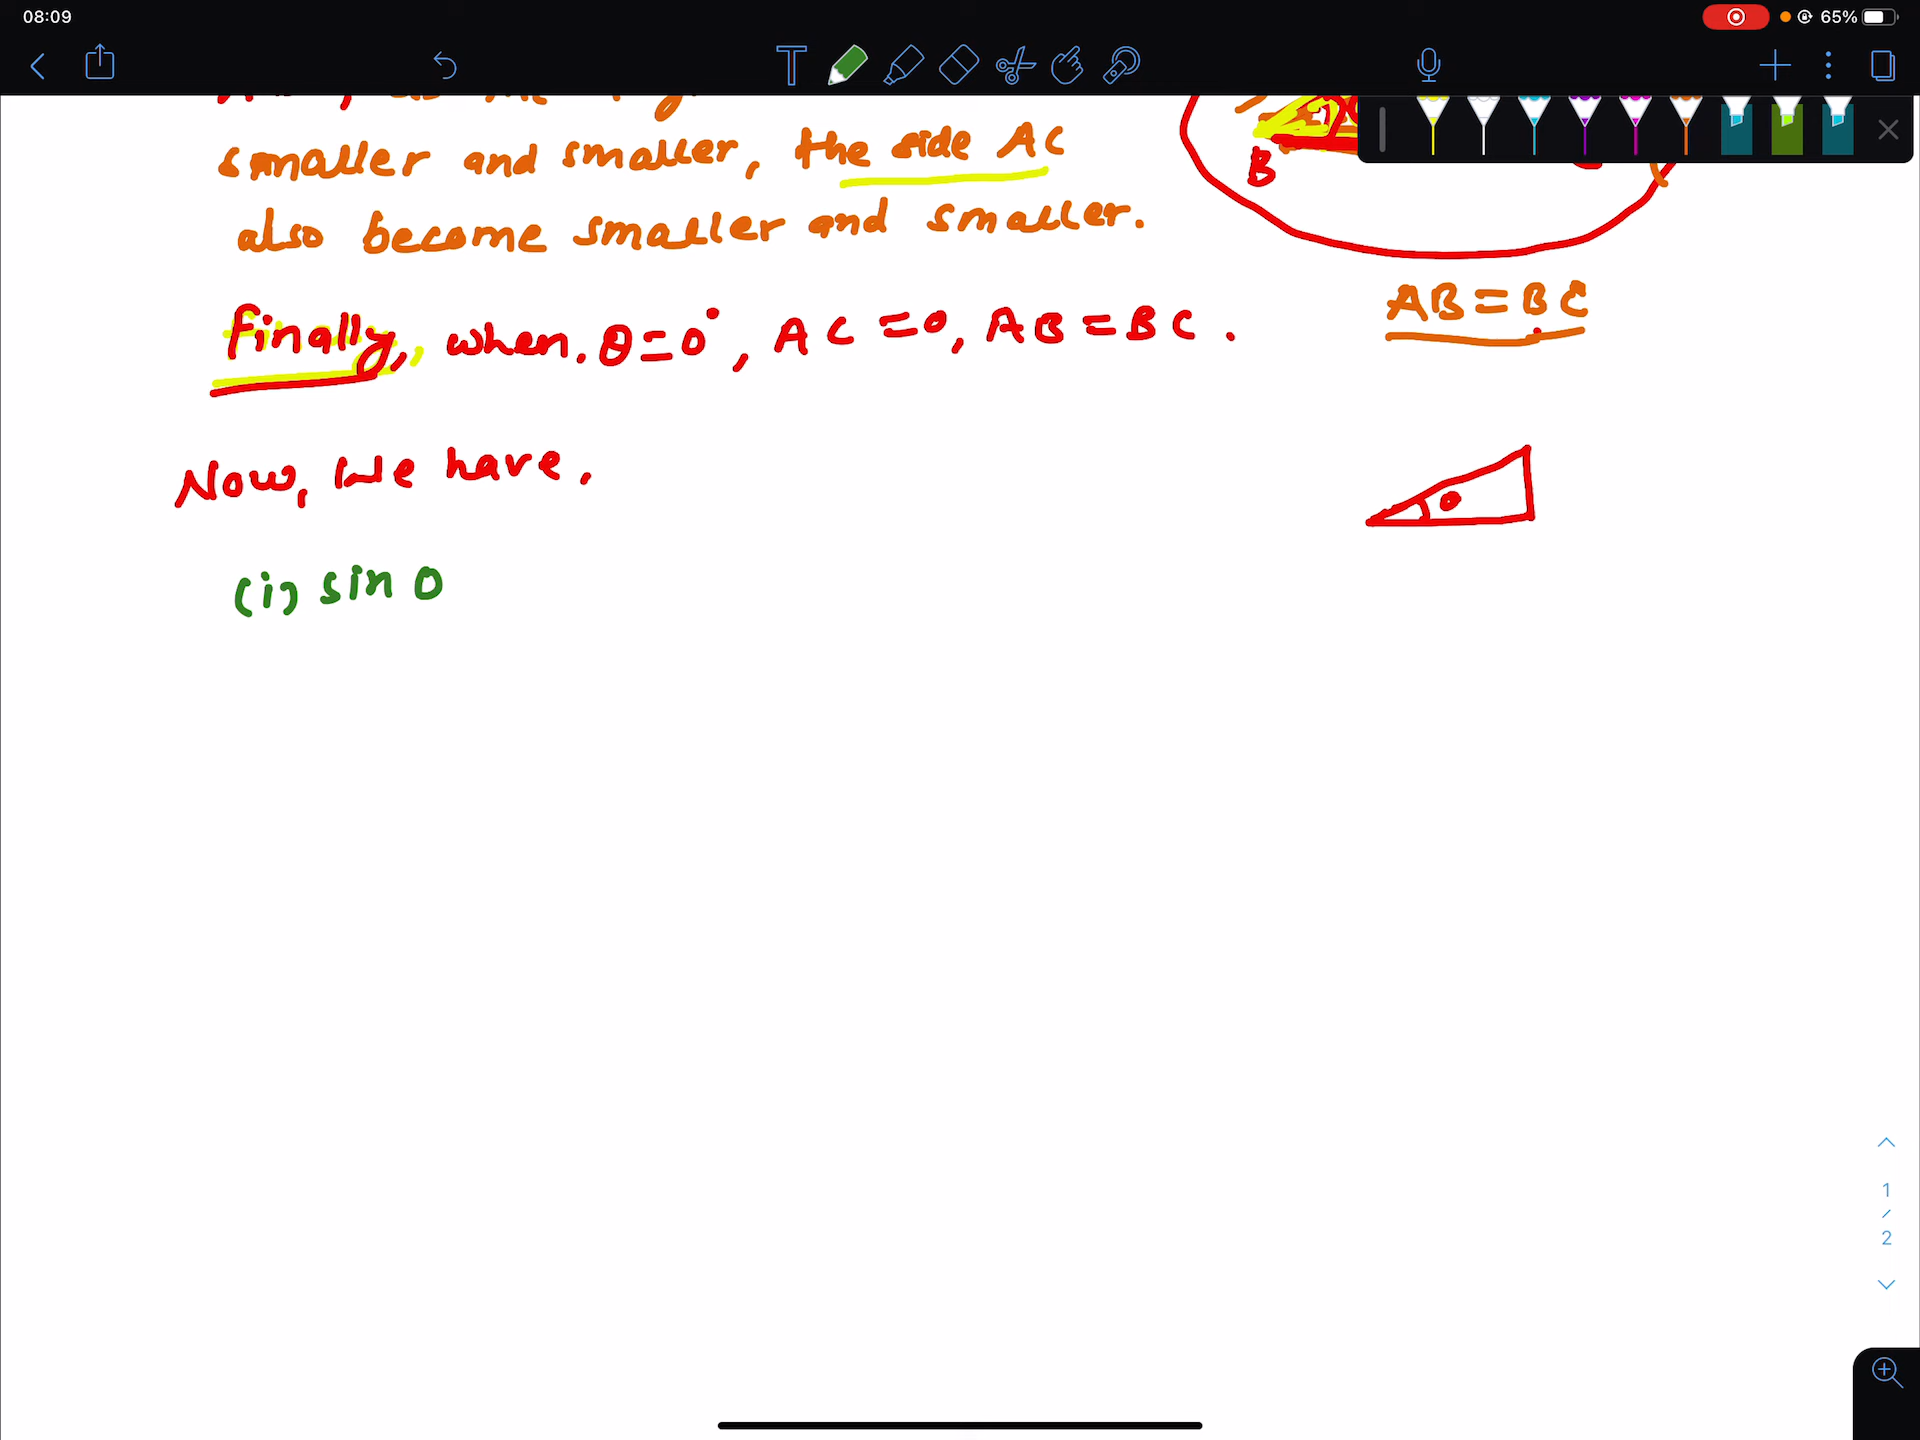 08:09
65%
smaller and smaller, the side AC
B
also become smaller and smaller.
AB = BC
Finally, when. θ=0°, AC =0, AB = BC.
Now, we have,
θ
(i) sin 0
1
/
2